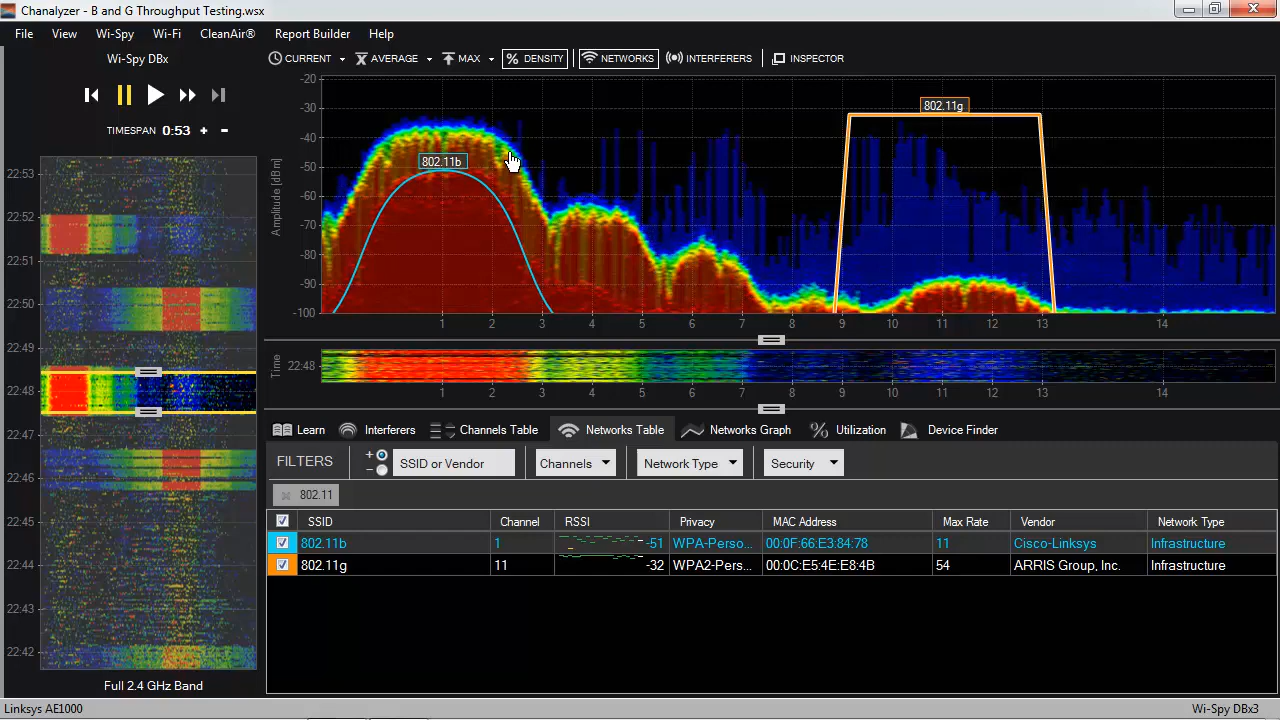 Chanalyzer - B and G Throughput Testing.wsx
File View Wi-Spy Wi-Fi CleanAir® Report Builder Help
Wi-Spy DBx
CURRENT AVERAGE MAX DENSITY NETWORKS INTERFERERS INSPECTOR
TIMESPAN 0:53 + -
22:53
22:52
22:51
22:50
22:49
22:48
22:47
22:46
22:45
22:44
22:43
22:42
Full 2.4 GHz Band
Amplitude [dBm]
-20
-30
-40
-50
-60
-70
-80
-90
-100
802.11b
802.11g
1 2 3 4 5 6 7 8 9 10 11 12 13 14
Time
22:48
1 2 3 4 5 6 7 8 9 10 11 12 13 14
Learn Interferers Channels Table Networks Table Networks Graph Utilization Device Finder
FILTERS + - SSID or Vendor Channels Network Type Security
802.11
SSID Channel RSSI Privacy MAC Address Max Rate Vendor Network Type
802.11b 1 -51 WPA-Perso... 00:0F:66:E3:84:78 11 Cisco-Linksys Infrastructure
802.11g 11 -32 WPA2-Pers... 00:0C:E5:4E:E8:4B 54 ARRIS Group, Inc. Infrastructure
Linksys AE1000
Wi-Spy DBx3